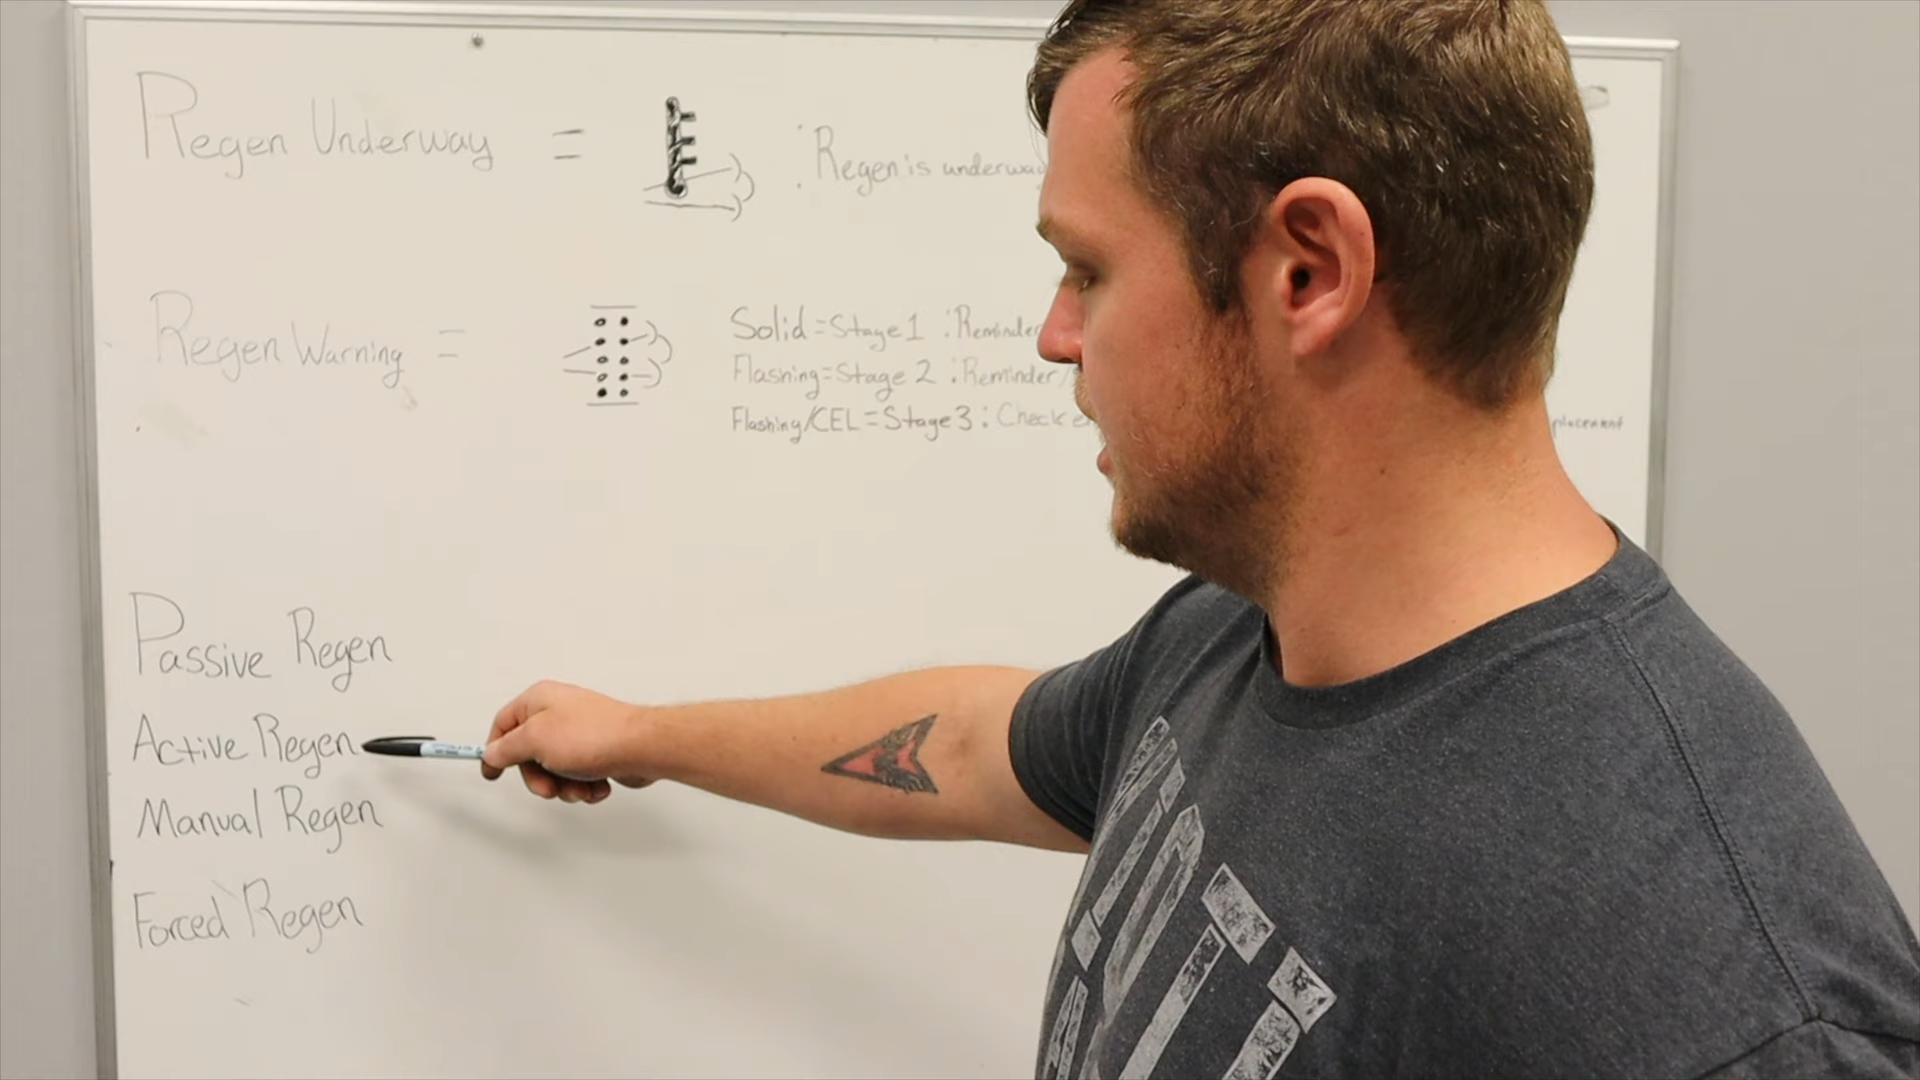 Regen Underway = : Regen is underway
Regen Warning =
Solid = Stage 1 : Reminder
Flashing = Stage 2 : Reminder/
Flashing/CEL = Stage 3 : Check placement
Passive Regen
Active Regen
Manual Regen
Forced Regen